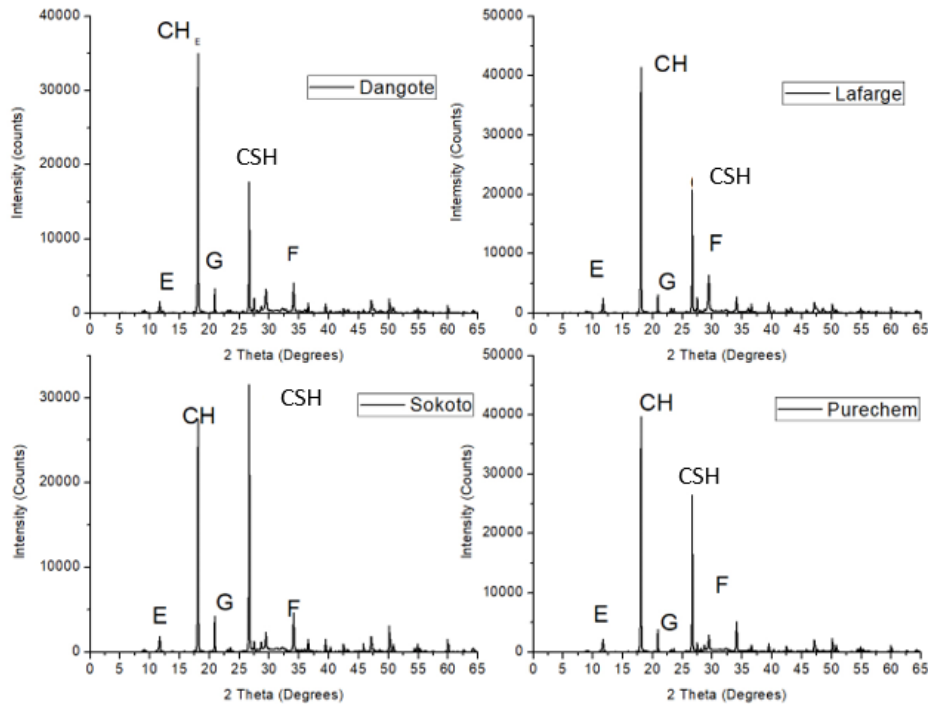 40000
30000
20000
10000
0
Intensity (counts)
CH
E
Dangote
CSH
E
G
F
0 5 10 15 20 25 30 35 40 45 50 55 60 65
2 Theta (Degrees)
50000
40000
30000
20000
10000
0
Intemsity (Counts)
CH
Lafarge
CSH
F
E
G
0 5 10 15 20 25 30 35 40 45 50 55 60 65
2 Theta (Degrees)
30000
20000
10000
0
Intensity (Counts)
CH
CSH
Sokoto
E
G
F
0 5 10 15 20 25 30 35 40 45 50 55 60 65
2 Theta (Degrees)
50000
40000
30000
20000
10000
0
Intensity (Counts)
CH
Purechem
CSH
F
E
G
0 5 10 15 20 25 30 35 40 45 50 55 60 65
2 Theta (Degrees)